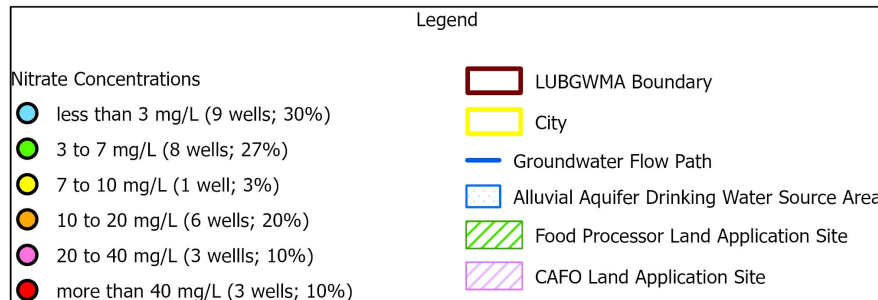 Legend
Nitrate Concentrations
less than 3 mg/L (9 wells; 30%)
3 to 7 mg/L (8 wells; 27%)
7 to 10 mg/L (1 well; 3%)
10 to 20 mg/L (6 wells; 20%)
20 to 40 mg/L (3 wellls; 10%)
more than 40 mg/L (3 wells; 10%)
LUBGWMA Boundary
City
Groundwater Flow Path
Alluvial Aquifer Drinking Water Source Area
Food Processor Land Application Site
CAFO Land Application Site